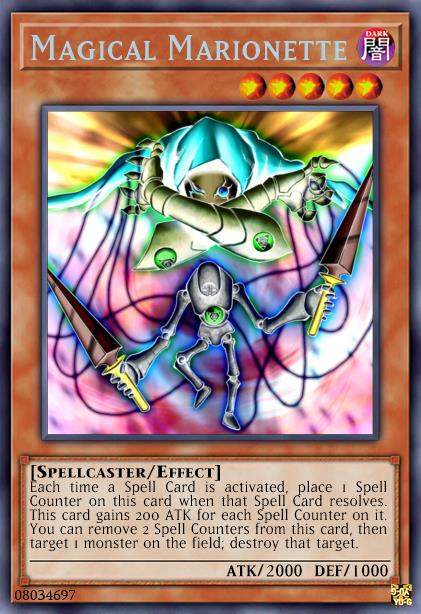 MAGICAL MARIONETTE
DARK
闇
[SPELLCASTER/EFFECT]
Each time a Spell Card is activated, place 1 Spell
Counter on this card when that Spell Card resolves.
This card gains 200 ATK for each Spell Counter on it.
You can remove 2 Spell Counters from this card, then
target 1 monster on the field; destroy that target.
ATK/2000 DEF/1000
08034697